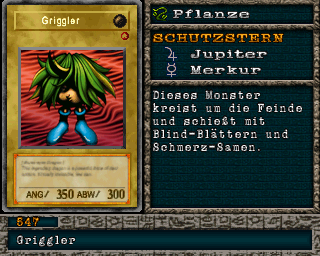 Griggler
ANG/ 350 ABW/ 300
Pflanze
SCHUTZSTERN
Jupiter
Merkur
Dieses Monster
kreist um die Feinde
und schießt mit
Blind-Blättern und
Schmerz-Samen.
547
Griggler